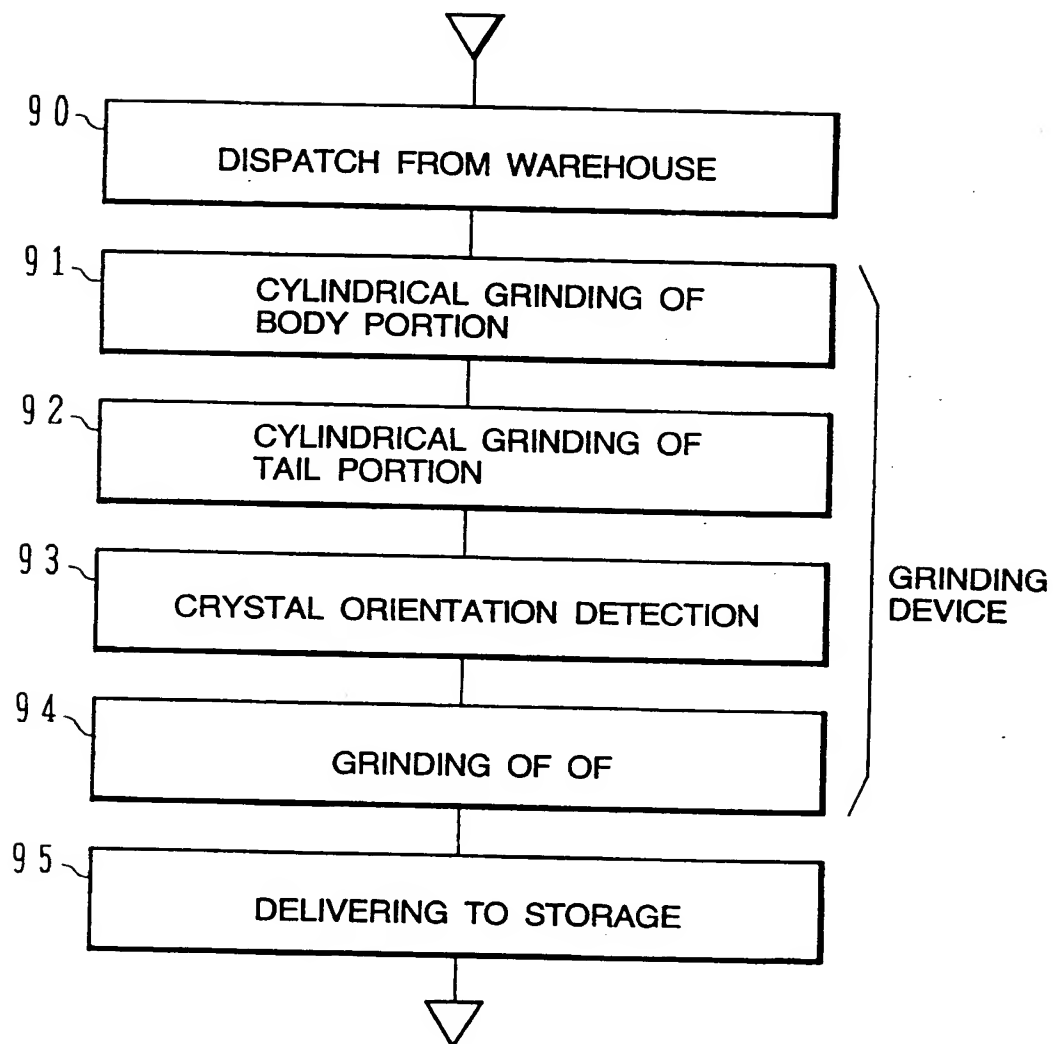 90
DISPATCH FROM WAREHOUSE
91
CYLINDRICAL GRINDING OF
BODY PORTION
92
CYLINDRICAL GRINDING OF
TAIL PORTION
93
CRYSTAL ORIENTATION DETECTION
GRINDING
DEVICE
94
GRINDING OF OF
95
DELIVERING TO STORAGE